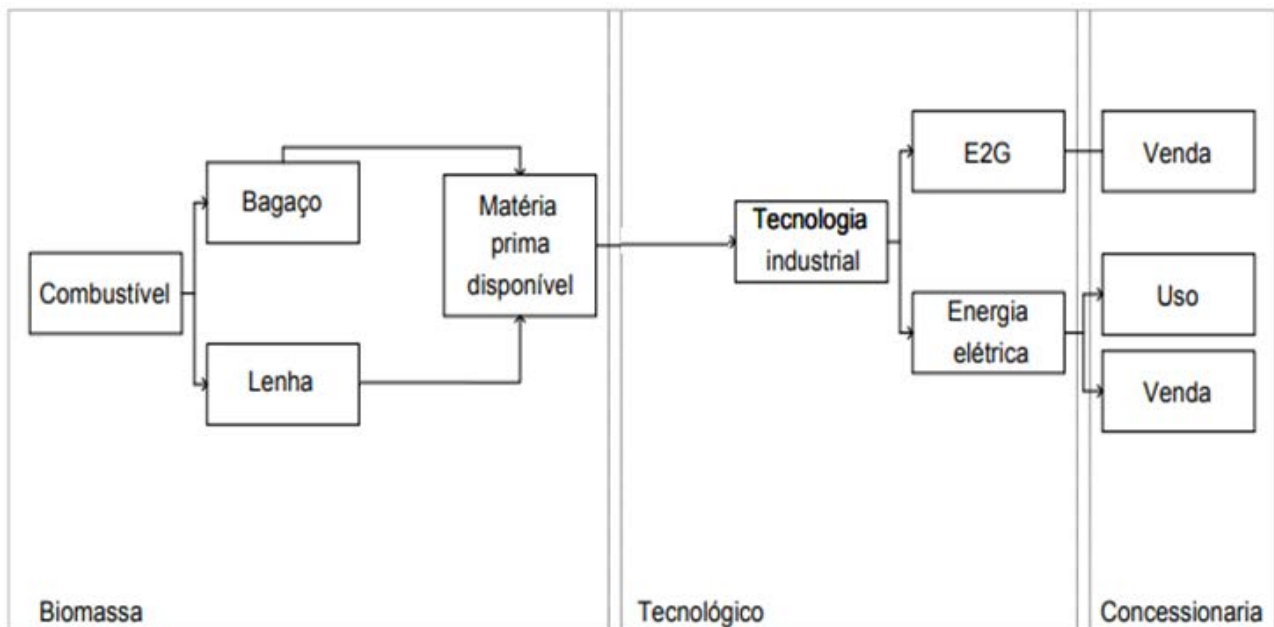 Combustível
Bagaço
Lenha
Matéria
prima
disponível
Biomassa
Tecnologia
industrial
E2G
Energia
elétrica
Tecnológico
Venda
Uso
Venda
Concessionaria